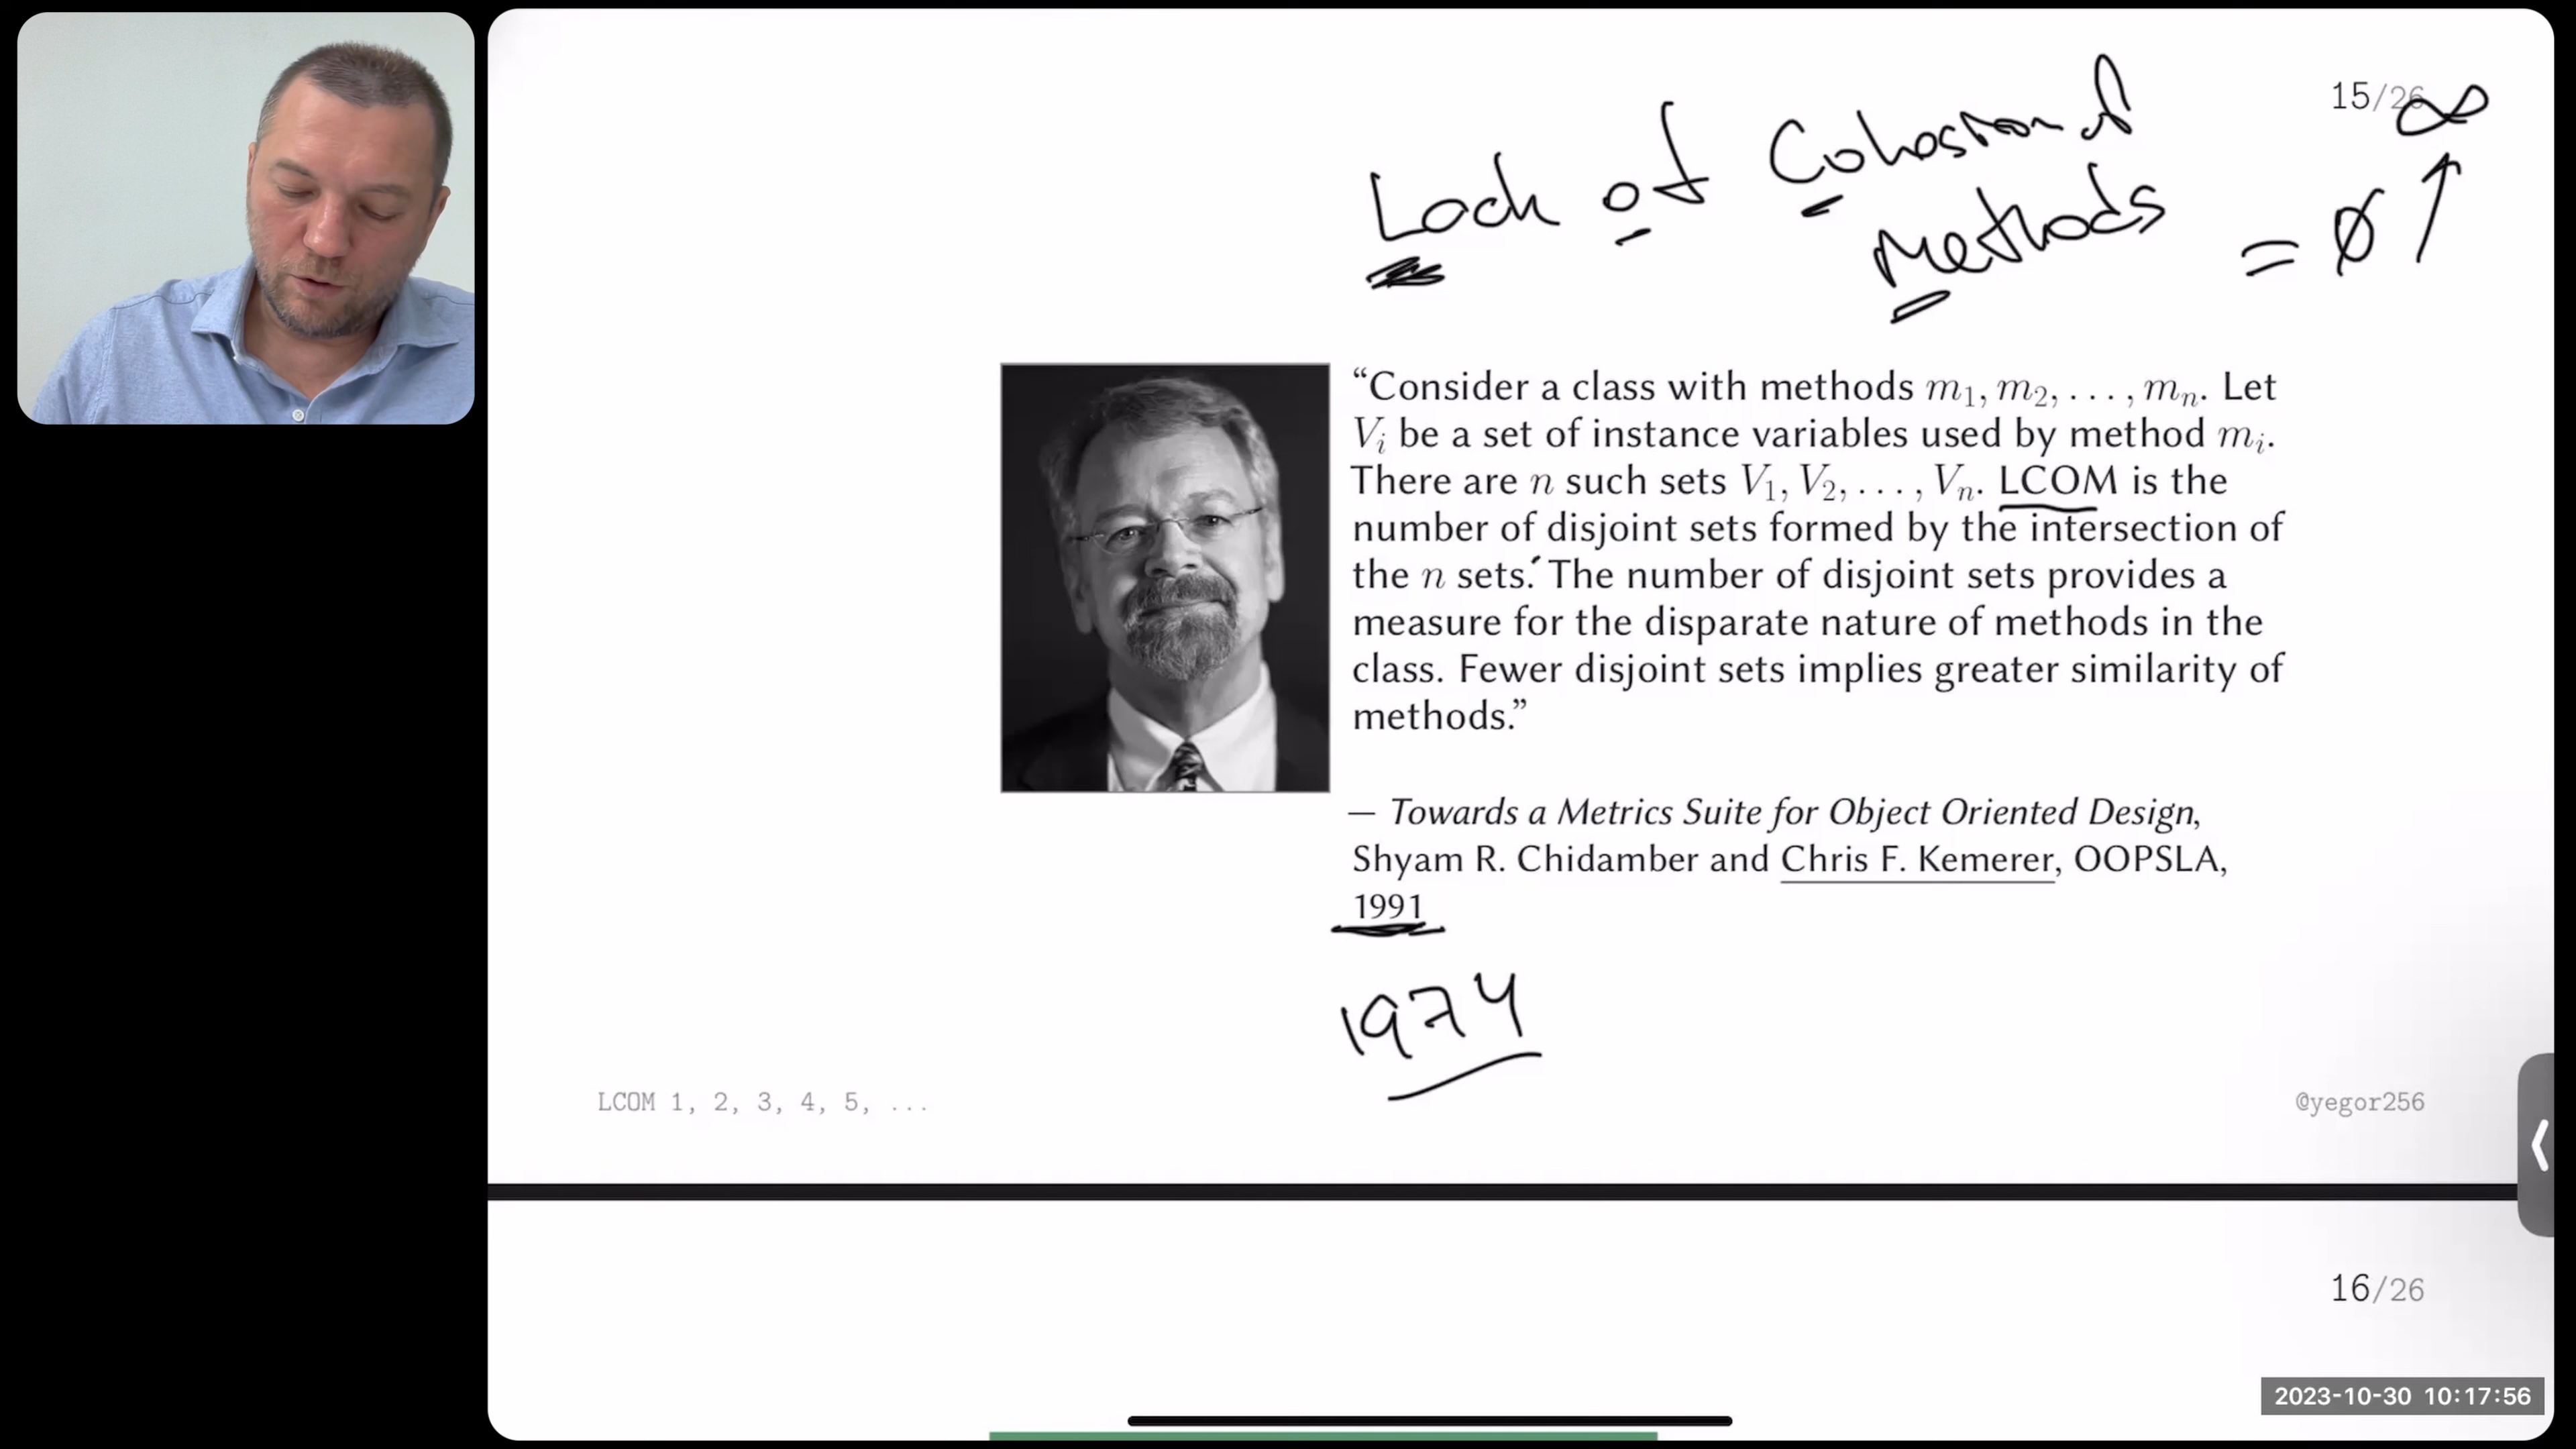 15/26
Lack of Cohesion of
Methods = ø ↑ ∞
“Consider a class with methods m₁, m₂, . . . , mₙ. Let
Vᵢ be a set of instance variables used by method mᵢ.
There are n such sets V₁, V₂, . . . , Vₙ. LCOM is the
number of disjoint sets formed by the intersection of
the n sets. The number of disjoint sets provides a
measure for the disparate nature of methods in the
class. Fewer disjoint sets implies greater similarity of
methods.”
— Towards a Metrics Suite for Object Oriented Design,
Shyam R. Chidamber and Chris F. Kemerer, OOPSLA,
1991
1974
LCOM 1, 2, 3, 4, 5, ...
@yegor256
16/26
2023-10-30 10:17:56